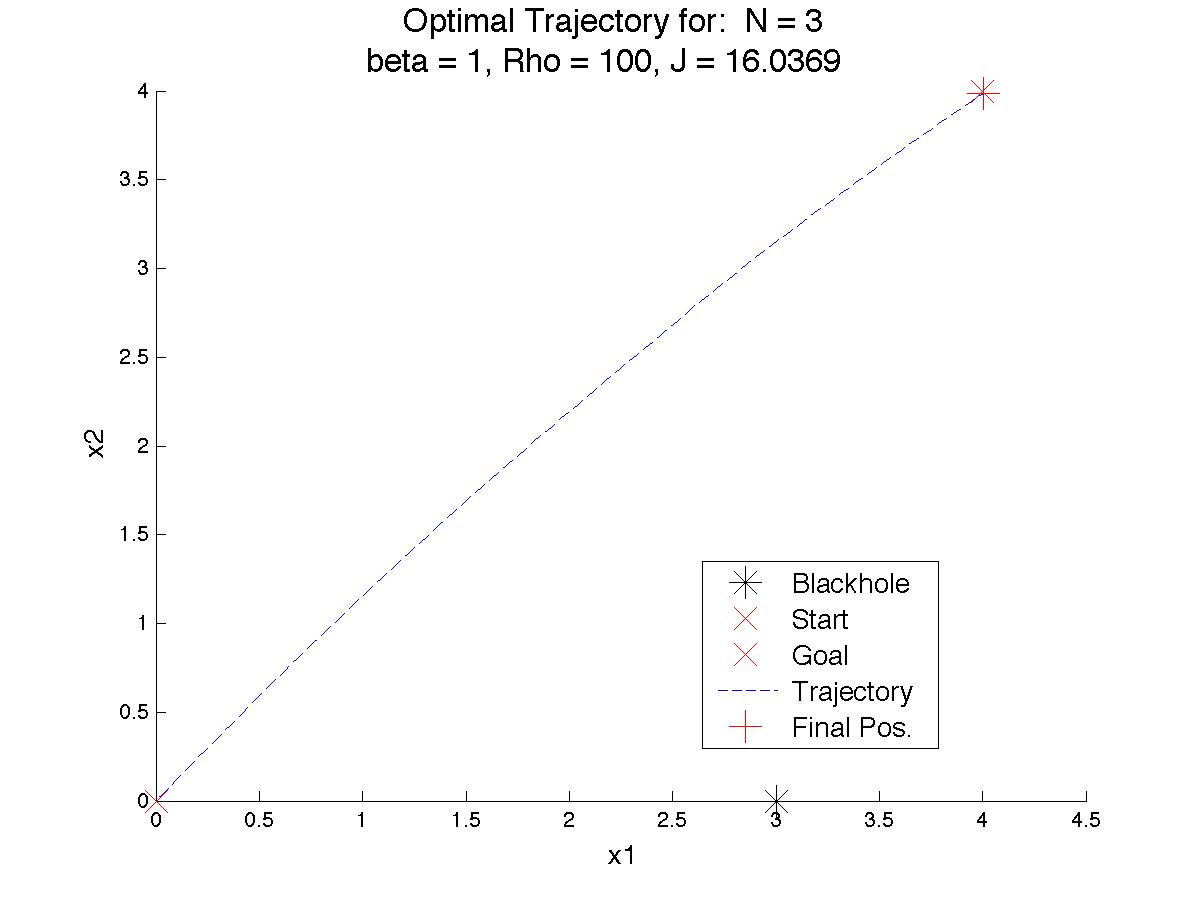 Optimal Trajectory for:  N = 3
beta = 1, Rho = 100, J = 16.0369
4
3.5
3
2.5
2
1.5
1
0.5
0
x2
Blackhole
Start
Goal
Trajectory
Final Pos.
0 0.5 1 1.5 2 2.5 3 3.5 4 4.5
x1